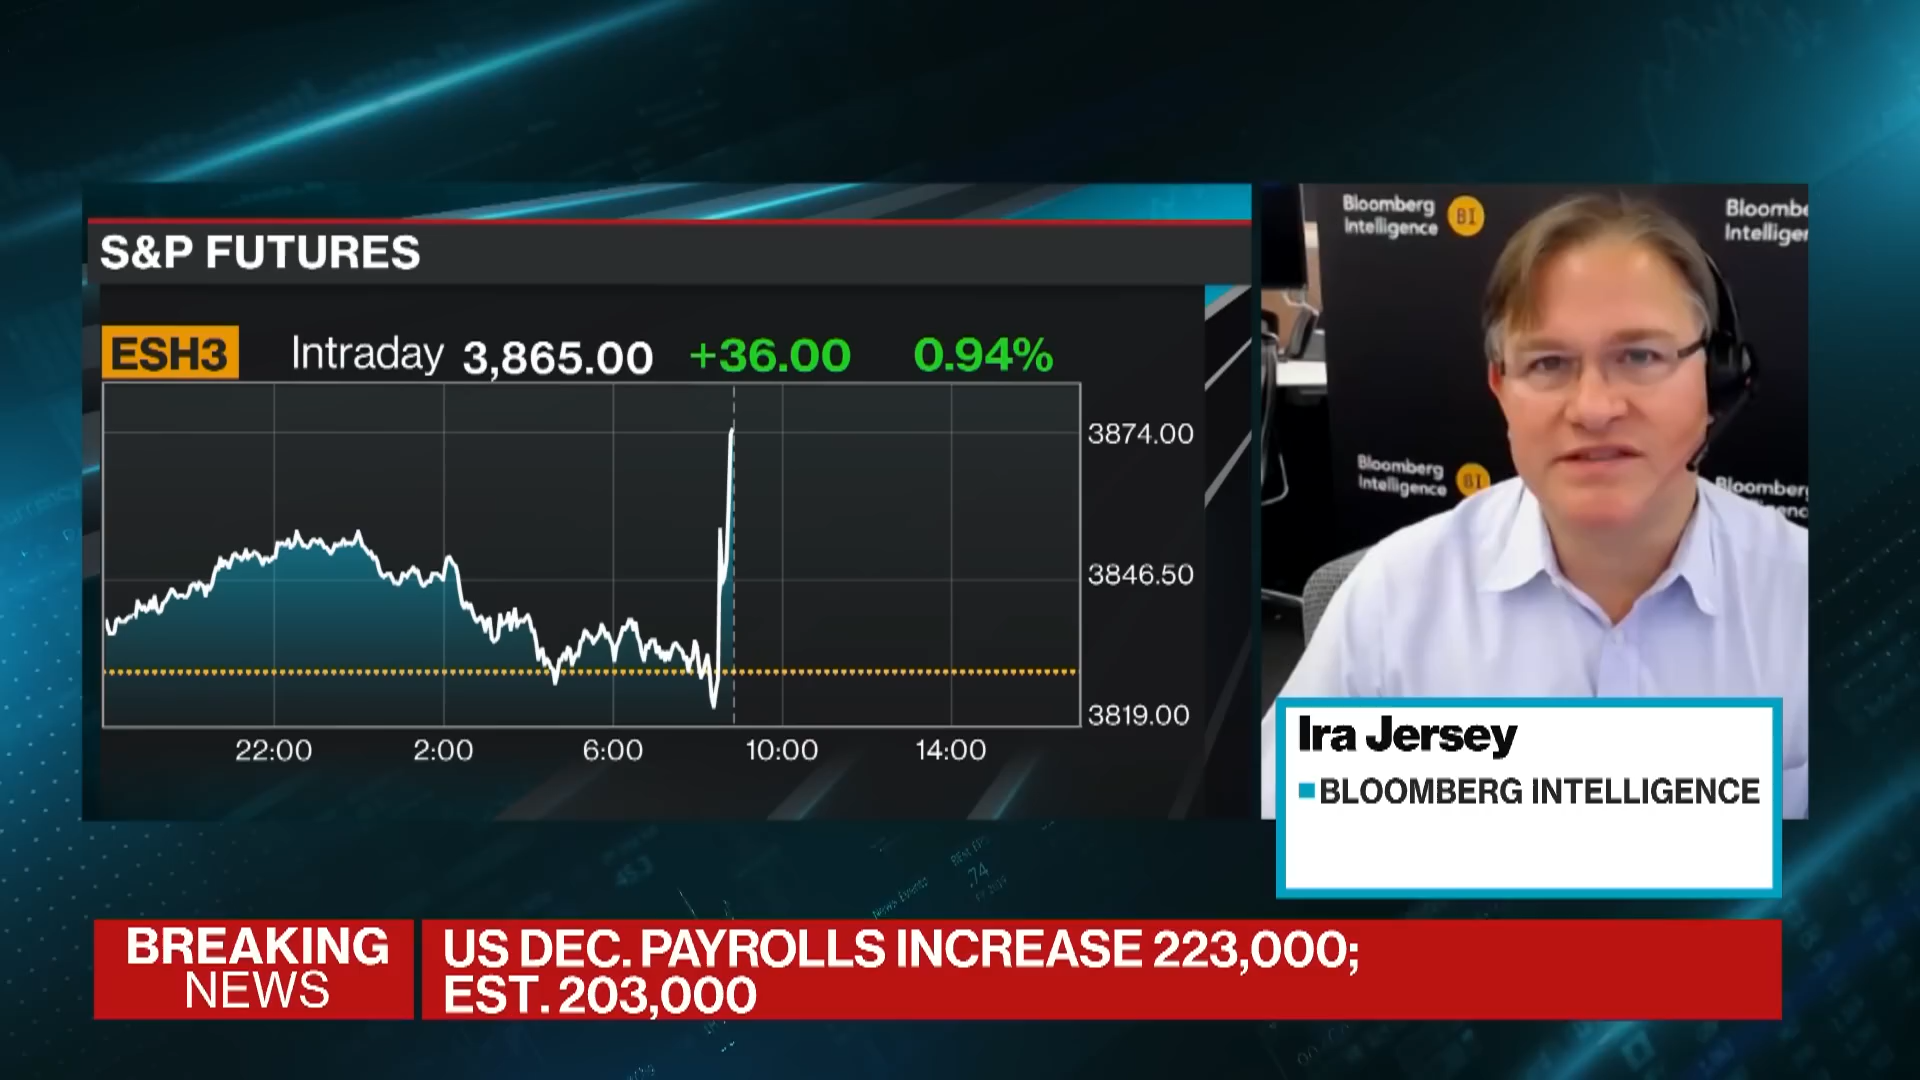 S&P FUTURES
ESH3 Intraday 3,865.00 +36.00 0.94%
3874.00
3846.50
3819.00
22:00 2:00 6:00 10:00 14:00
Bloomberg
Intelligence BI
Bloomberg
Intelligence BI
Ira Jersey
BLOOMBERG INTELLIGENCE
BREAKING
NEWS
US DEC. PAYROLLS INCREASE 223,000;
EST. 203,000